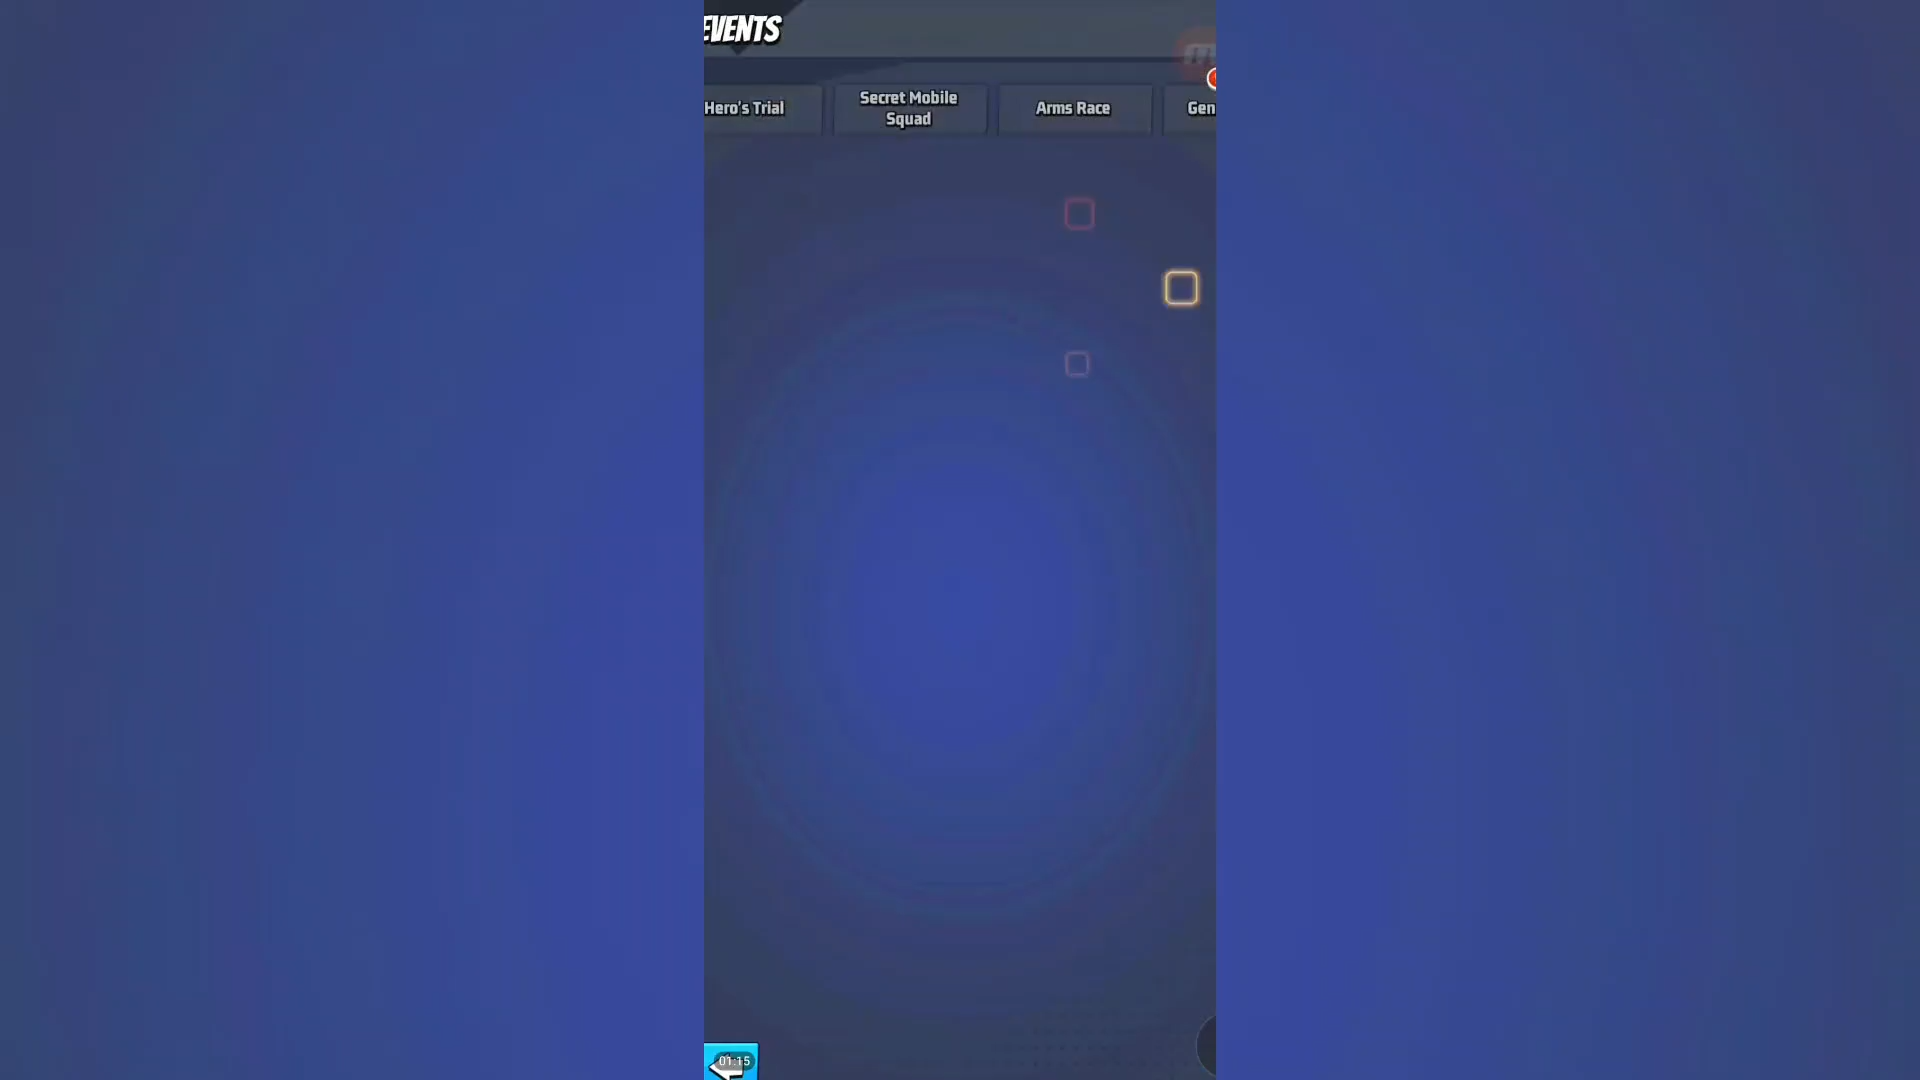 EVENTS
Hero's Trial
Secret Mobile
Squad
Arms Race
Gen
01:15